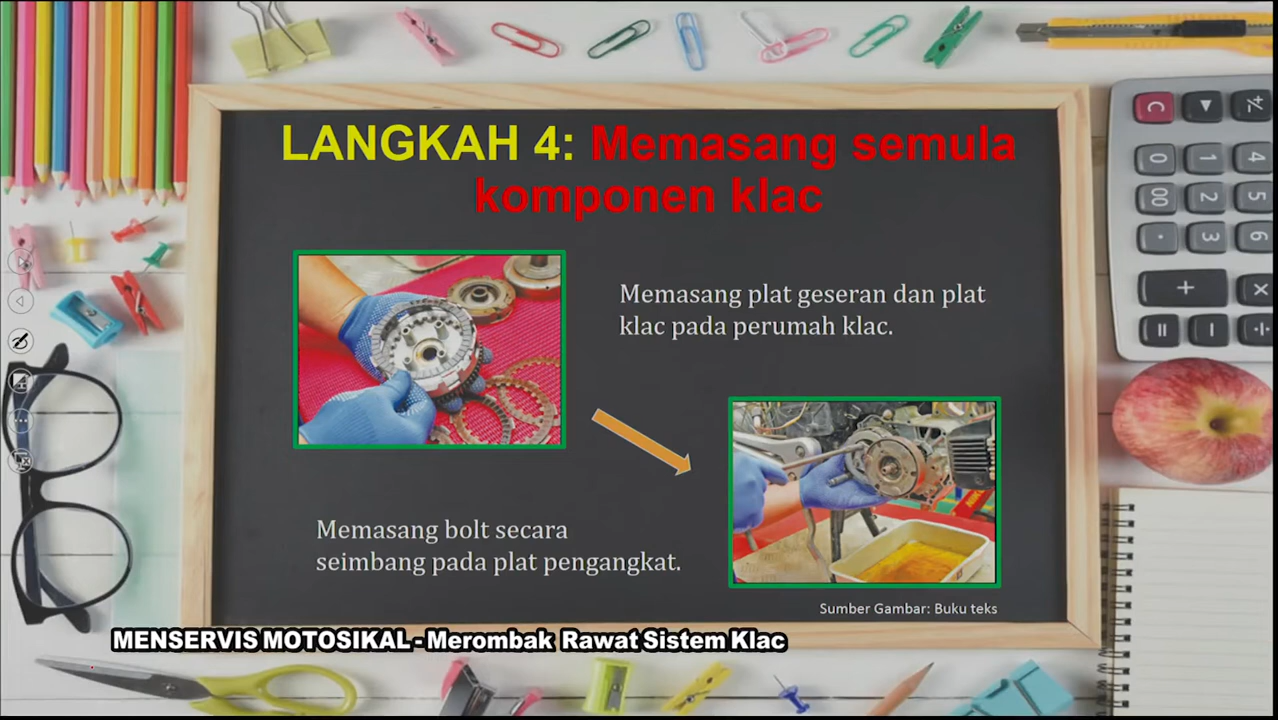 LANGKAH 4: Memasang semula
komponen klac
Memasang plat geseran dan plat
klac pada perumah klac.
Memasang bolt secara
seimbang pada plat pengangkat.
Sumber Gambar: Buku teks
MENSERVIS MOTOSIKAL - Merombak Rawat Sistem Klac